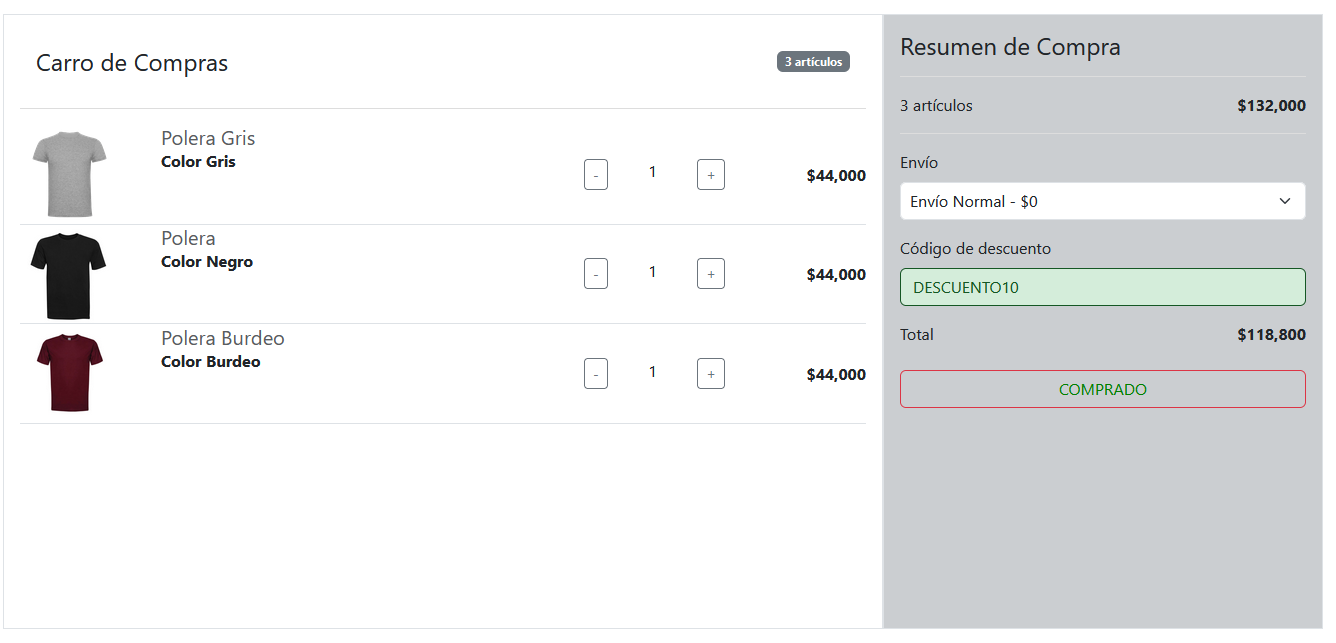 Carro de Compras
3 artículos
Polera Gris
Color Gris
- 1 + $44,000
Polera
Color Negro
- 1 + $44,000
Polera Burdeo
Color Burdeo
- 1 + $44,000
Resumen de Compra
3 artículos $132,000
Envío
Envío Normal - $0
Código de descuento
DESCUENTO10
Total $118,800
COMPRADO